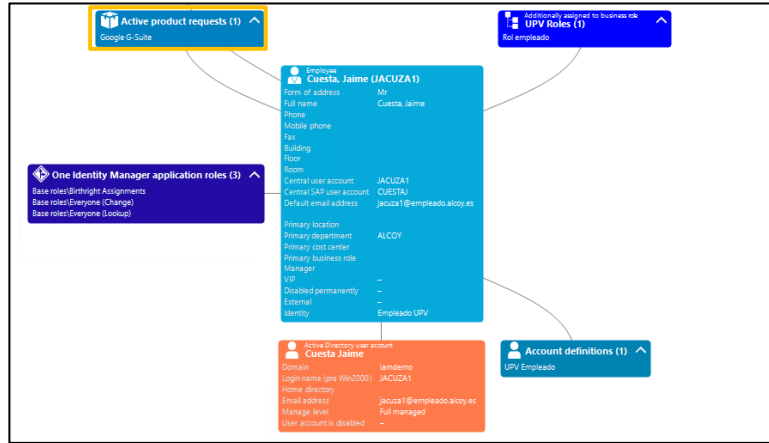 Active product requests (1)
Google G-Suite
Additionally assigned to business role
UPV Roles (1)
Rol empleado
Employee
Cuesta, Jaime (JACUZA1)
Form of address Mr
Full name Cuesta, Jaime
Phone
Mobile phone
Fax
Building
Floor
Room
Central user account JACUZA1
Central SAP user account CUESTAJ
Default email address jacuza1@empleado.alcoy.es
Primary location
Primary department ALCOY
Primary cost center
Primary business role
Manager
VIP –
Disabled permanently –
External –
Identity Empleado UPV
One Identity Manager application roles (3)
Base roles\Birthright Assignments
Base roles\Everyone (Change)
Base roles\Everyone (Lookup)
Active Directory user account
Cuesta Jaime
Domain iamdemo
Login name (pre Win2000) JACUZA1
Home directory
Email address jacuza1@empleado.alcoy.es
Manage level Full managed
User account is disabled –
Account definitions (1)
UPV Empleado